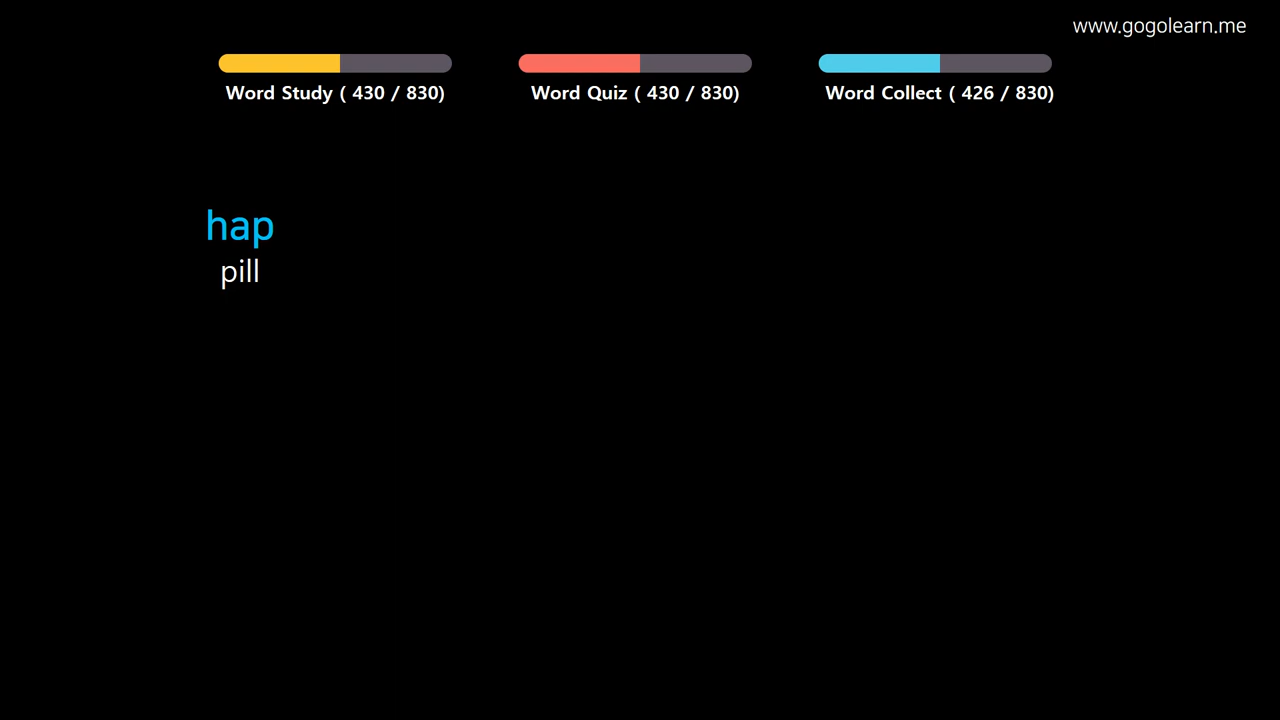 www.gogolearn.me
Word Study ( 430 / 830)
Word Quiz ( 430 / 830)
Word Collect ( 426 / 830)
hap
pill